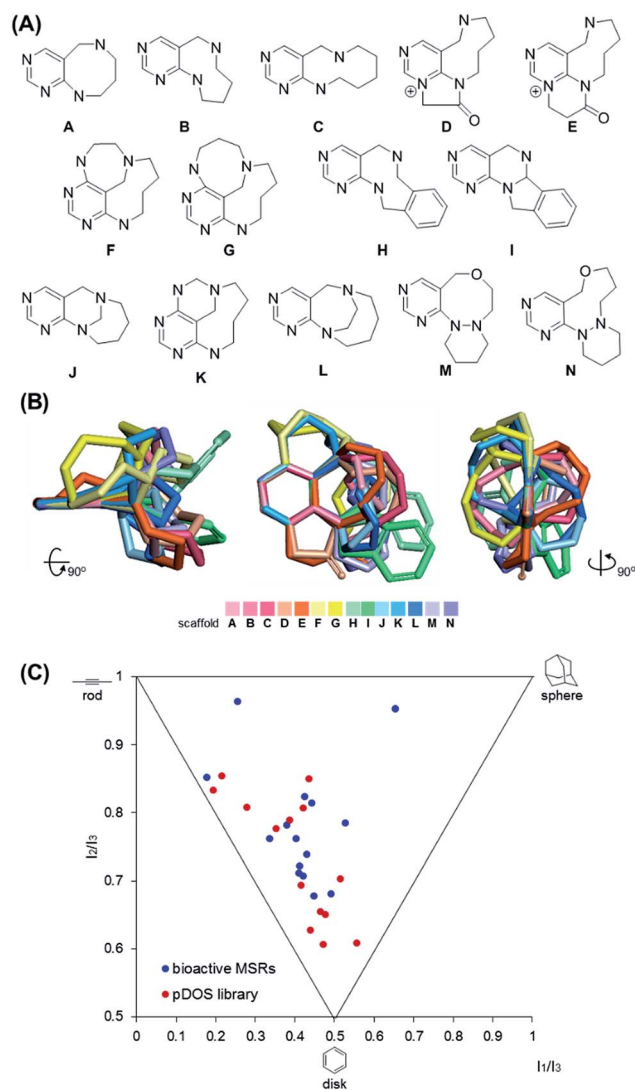 (A)
N N N N N
N N N N N
N N N N N N N N
N N ⊕ ⊕ O O
A B C D E
N N N N N N
N N N N N N
N N N N N N
F G H I
N N N N O O
N N N N N N
N N N N N N N N N N
J K L M N
(B)
90º
90º
scaffold A B C D E F G H I J K L M N
(C)
rod
sphere
1
0.9
0.8
I₂/I₃
0.7
0.6
bioactive MSRs
pDOS library
0.5
0 0.1 0.2 0.3 0.4 0.5 0.6 0.7 0.8 0.9 1
disk
I₁/I₃